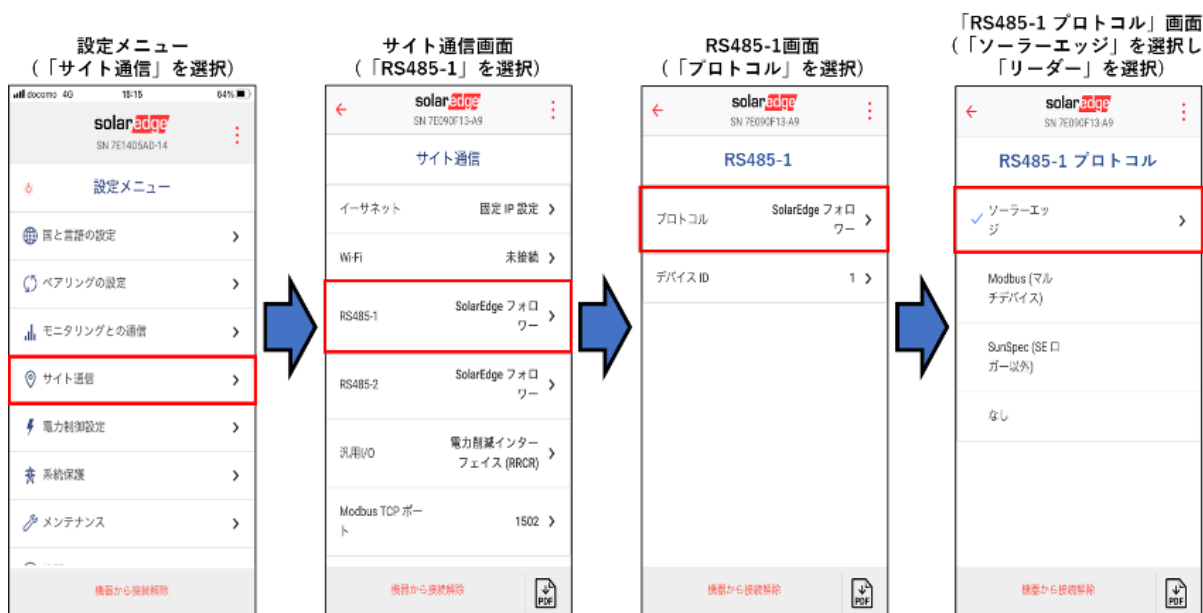 設定メニュー
(「サイト通信」を選択)
docomo 4G 15:15 64%
solaredge
SN 7E14D5AD-14
設定メニュー
国と言語の設定
ペアリングの設定
モニタリングとの通信
サイト通信
電力制御設定
系統保護
メンテナンス
機器から接続解除
サイト通信画面
(「RS485-1」を選択)
solaredge
SN 7E090F13-A9
サイト通信
イーサネット 固定 IP 設定
Wi-Fi 未接続
RS485-1 SolarEdge フォロ
ワー
RS485-2 SolarEdge フォロ
ワー
汎用I/O 電力削減インター
フェイス (RRCR)
Modbus TCP ポー
ト 1502
機器から接続解除
PDF
RS485-1画面
(「プロトコル」を選択)
solaredge
SN 7E090F13-A9
RS485-1
プロトコル SolarEdge フォロ
ワー
デバイス ID 1
機器から接続解除
PDF
「RS485-1 プロトコル」画面
(「ソーラーエッジ」を選択し
「リーダー」を選択)
solaredge
SN 7E090F13-A9
RS485-1 プロトコル
ソーラーエッ
ジ
Modbus (マル
チデバイス)
SunSpec (SE ロ
ガー以外)
なし
機器から接続解除
PDF